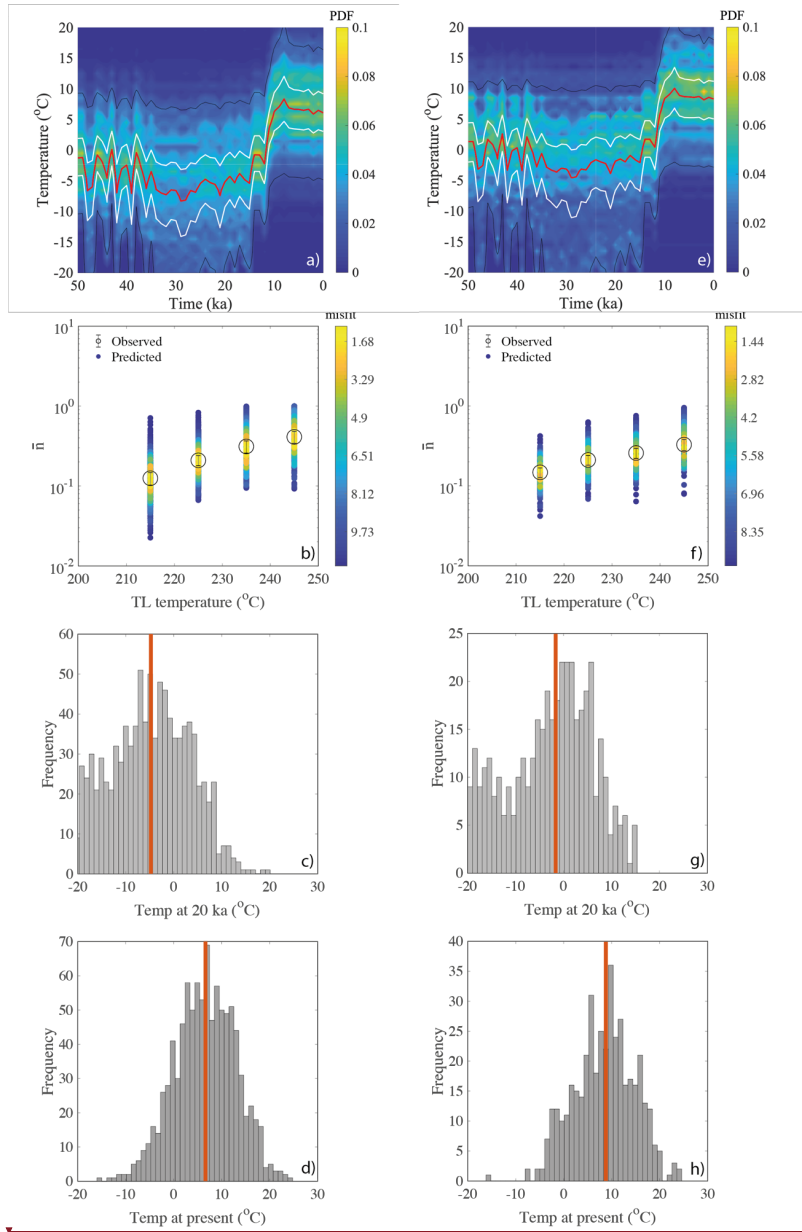 PDF
20
15
10
5
0
-5
-10
-15
-20
Temperature (°C)
50 40 30 20 10 0
Time (ka)
0.1
0.08
0.06
0.04
0.02
0
a)
PDF
20
15
10
5
0
-5
-10
-15
-20
Temperature (°C)
50 40 30 20 10 0
Time (ka)
0.1
0.08
0.06
0.04
0.02
0
e)
misfit
10¹
10⁰
10⁻¹
10⁻²
n̄
Observed
Predicted
200 210 220 230 240 250
TL temperature (°C)
1.68
3.29
4.9
6.51
8.12
9.73
b)
misfit
10¹
10⁰
10⁻¹
10⁻²
n̄
Observed
Predicted
200 210 220 230 240 250
TL temperature (°C)
1.44
2.82
4.2
5.58
6.96
8.35
f)
60
50
40
30
20
10
0
Frequency
-20 -10 0 10 20 30
Temp at 20 ka (°C)
c)
25
20
15
10
5
0
Frequency
-20 -10 0 10 20 30
Temp at 20 ka (°C)
g)
70
60
50
40
30
20
10
0
Frequency
-20 -10 0 10 20 30
Temp at present (°C)
d)
40
35
30
25
20
15
10
5
0
Frequency
-20 -10 0 10 20 30
Temp at present (°C)
h)